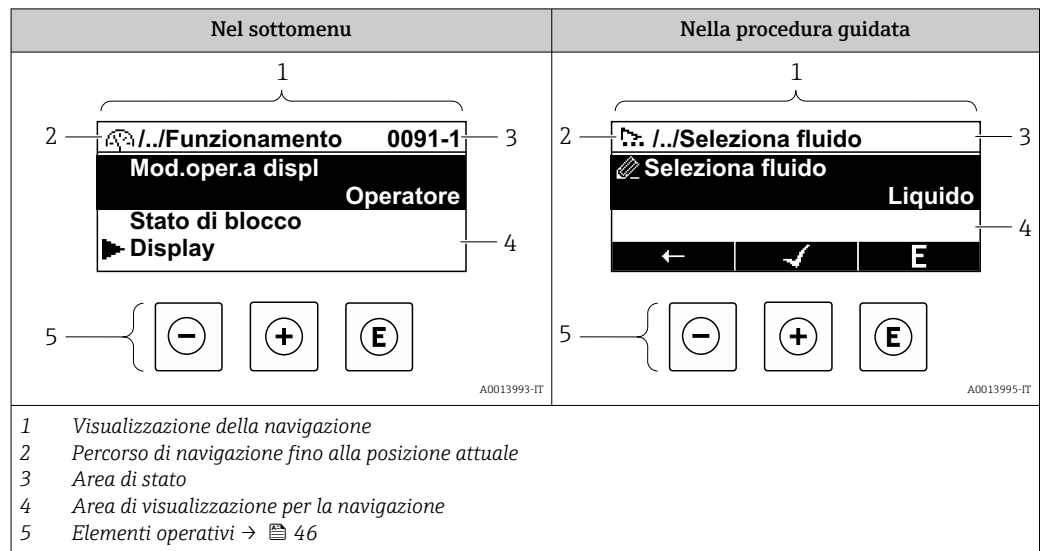 Nel sottomenu
Nella procedura guidata
1
2
/../Funzionamento 0091-1
3
Mod.oper.a displ
Operatore
Stato di blocco
Display
4
5
- + E
A0013993-IT
1
2
/../Seleziona fluido
3
Seleziona fluido
Liquido
4
← ✓ E
5
- + E
A0013995-IT
1 Visualizzazione della navigazione
2 Percorso di navigazione fino alla posizione attuale
3 Area di stato
4 Area di visualizzazione per la navigazione
5 Elementi operativi → 46